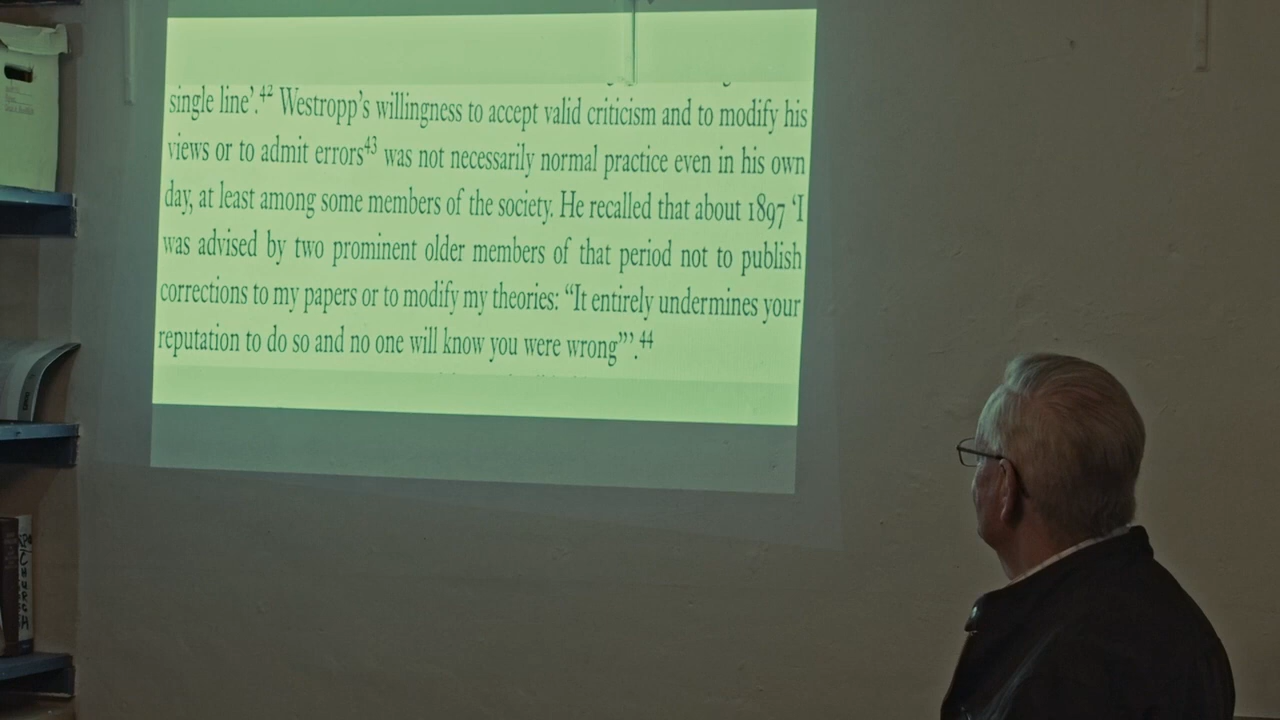 single line’.⁴² Westropp’s willingness to accept valid criticism and to modify his
views or to admit errors⁴³ was not necessarily normal practice even in his own
day, at least among some members of the society. He recalled that about 1897 ‘I
was advised by two prominent older members of that period not to publish
corrections to my papers or to modify my theories: “It entirely undermines your
reputation to do so and no one will know you were wrong”’.⁴⁴
CHURCH